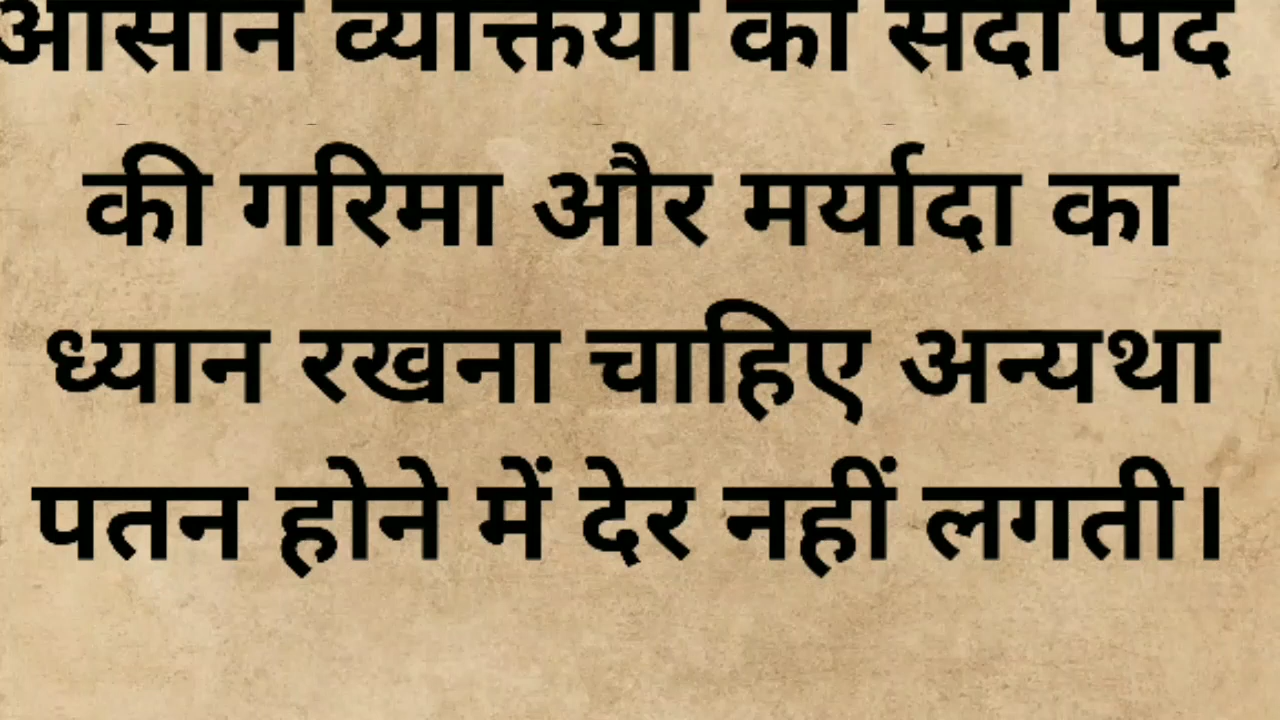 आसीन व्यक्तियों को सदा पद
की गरिमा और मर्यादा का
ध्यान रखना चाहिए अन्यथा
पतन होने में देर नहीं लगती।